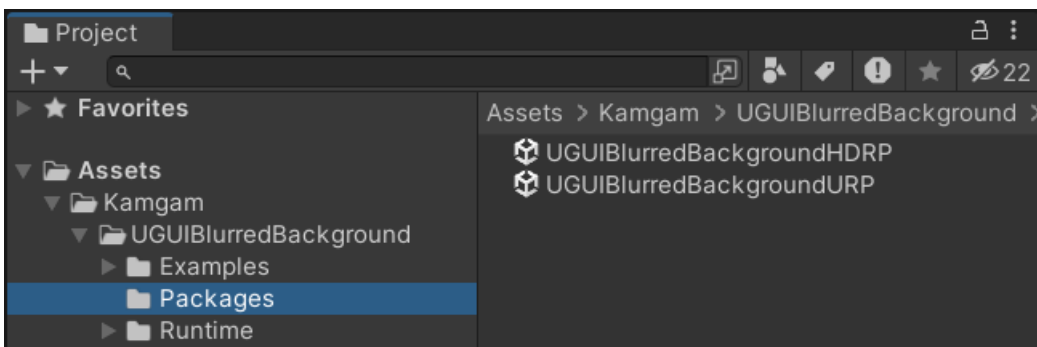 Project
22
Favorites
Assets > Kamgam > UGUIBlurredBackground >
UGUIBlurredBackgroundHDRP
UGUIBlurredBackgroundURP
Assets
Kamgam
UGUIBlurredBackground
Examples
Packages
Runtime